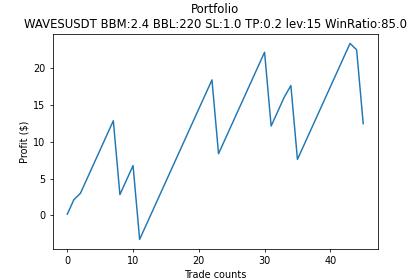 Portfolio
WAVESUSDT BBM:2.4 BBL:220 SL:1.0 TP:0.2 lev:15 WinRatio:85.0
20
15
10
5
0
Profit ($)
0 10 20 30 40
Trade counts